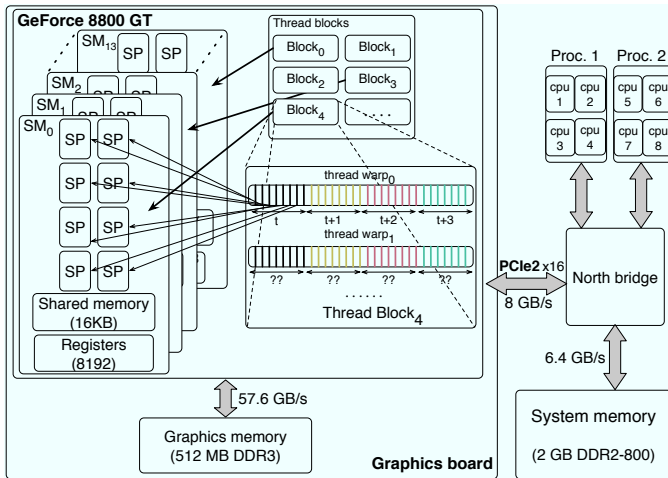 GeForce 8800 GT
SM13
SP SP
SM2
SM1
SP SP
SM0
SP SP
SP SP
SP SP
SP SP
Shared memory
(16KB)
Registers
(8192)
Thread blocks
Block0
Block1
Block2
Block3
Block4
.....
thread warp0
t
t+1
t+2
t+3
thread warp1
??
??
??
??
......
Thread Block4
57.6 GB/s
Graphics memory
(512 MB DDR3)
Graphics board
PCIe2 x16
8 GB/s
Proc. 1
Proc. 2
cpu
1
cpu
2
cpu
3
cpu
4
cpu
5
cpu
6
cpu
7
cpu
8
North bridge
6.4 GB/s
System memory
(2 GB DDR2-800)